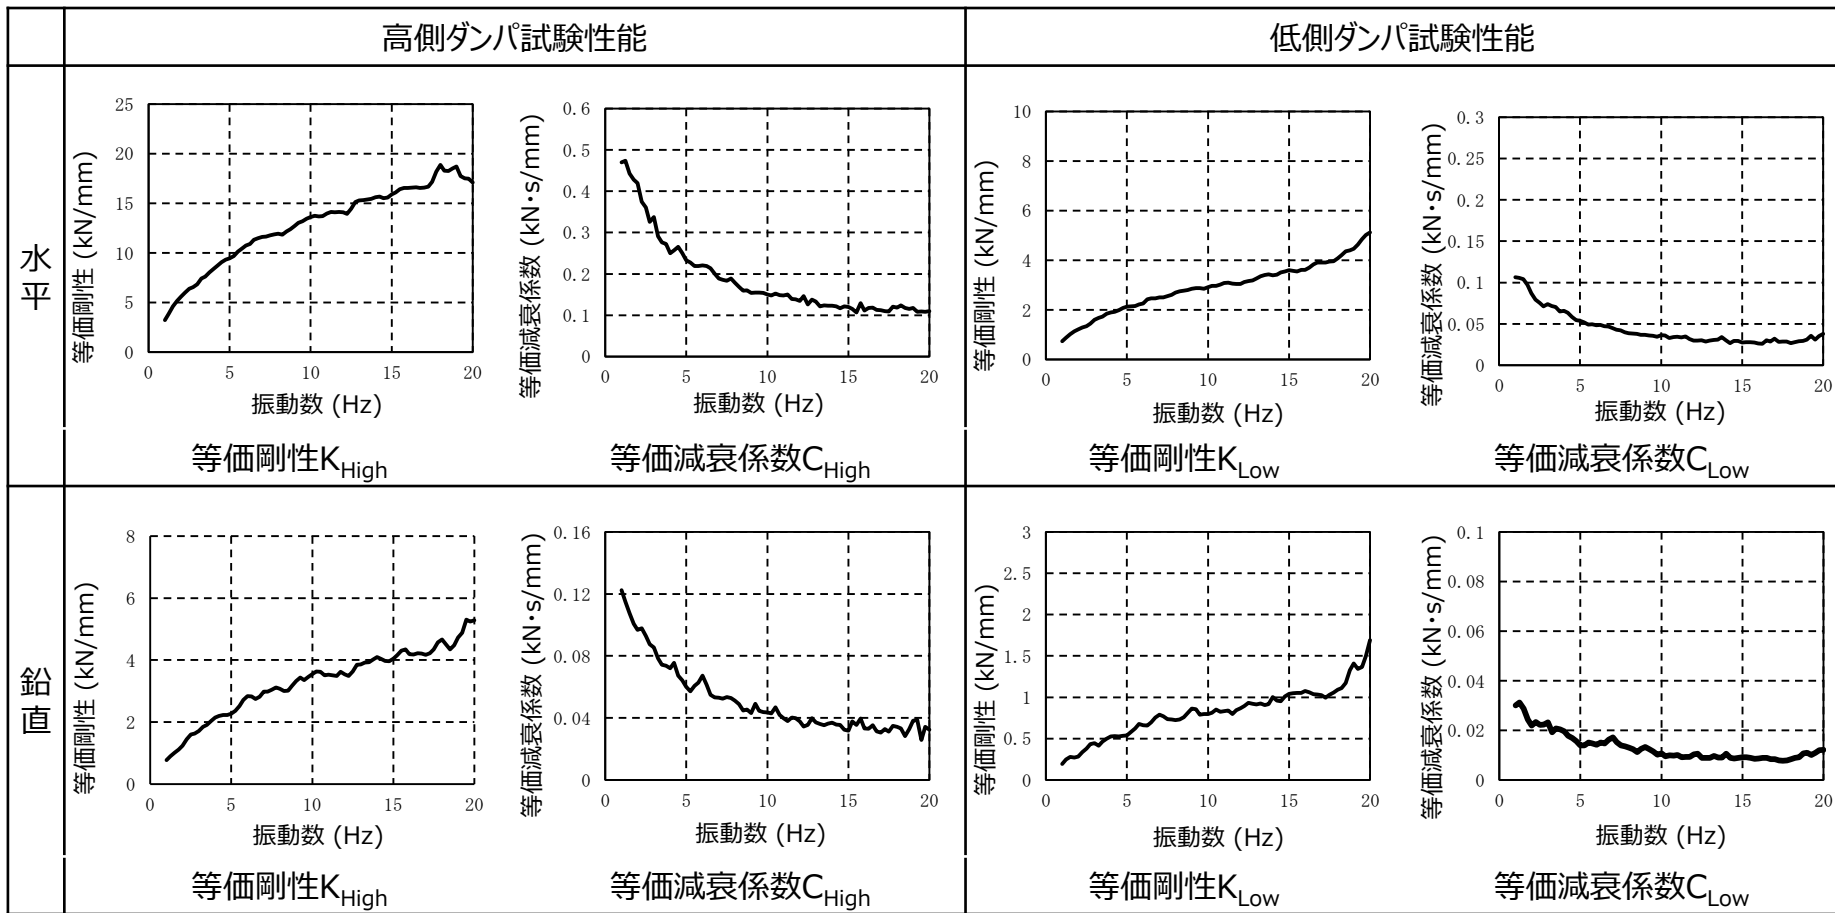 高側ダンパ試験性能
低側ダンパ試験性能
水平
等価剛性 (kN/mm)
25
20
15
10
5
0
0 5 10 15 20
振動数 (Hz)
等価剛性KHigh
等価減衰係数 (kN・s/mm)
0.6
0.5
0.4
0.3
0.2
0.1
0
0 5 10 15 20
振動数 (Hz)
等価減衰係数CHigh
等価剛性 (kN/mm)
10
8
6
4
2
0
0 5 10 15 20
振動数 (Hz)
等価剛性KLow
等価減衰係数 (kN・s/mm)
0.3
0.25
0.2
0.15
0.1
0.05
0
0 5 10 15 20
振動数 (Hz)
等価減衰係数CLow
鉛直
等価剛性 (kN/mm)
8
6
4
2
0
0 5 10 15 20
振動数 (Hz)
等価剛性KHigh
等価減衰係数 (kN・s/mm)
0.16
0.12
0.08
0.04
0
0 5 10 15 20
振動数 (Hz)
等価減衰係数CHigh
等価剛性 (kN/mm)
3
2.5
2
1.5
1
0.5
0
0 5 10 15 20
振動数 (Hz)
等価剛性KLow
等価減衰係数 (kN・s/mm)
0.1
0.08
0.06
0.04
0.02
0
0 5 10 15 20
振動数 (Hz)
等価減衰係数CLow